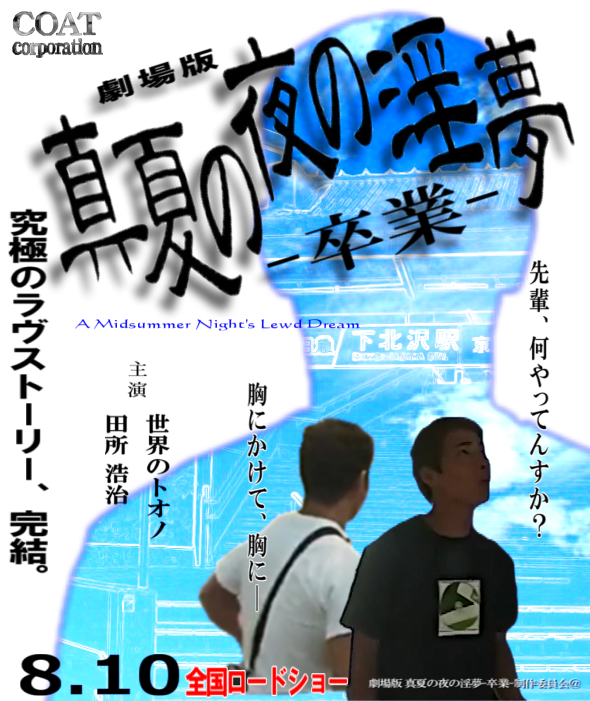 COAT
corporation
劇場版
真夏の夜の淫夢
－卒業－
究極のラヴストーリー、完結。
A Midsummer Night's Lewd Dream
下北沢駅 京
先輩、何やってんすか？
主演
世界のトオノ
田所 浩治
胸にかけて、胸に―
8.10 全国ロードショー
劇場版 真夏の夜の淫夢-卒業-制作委員会@